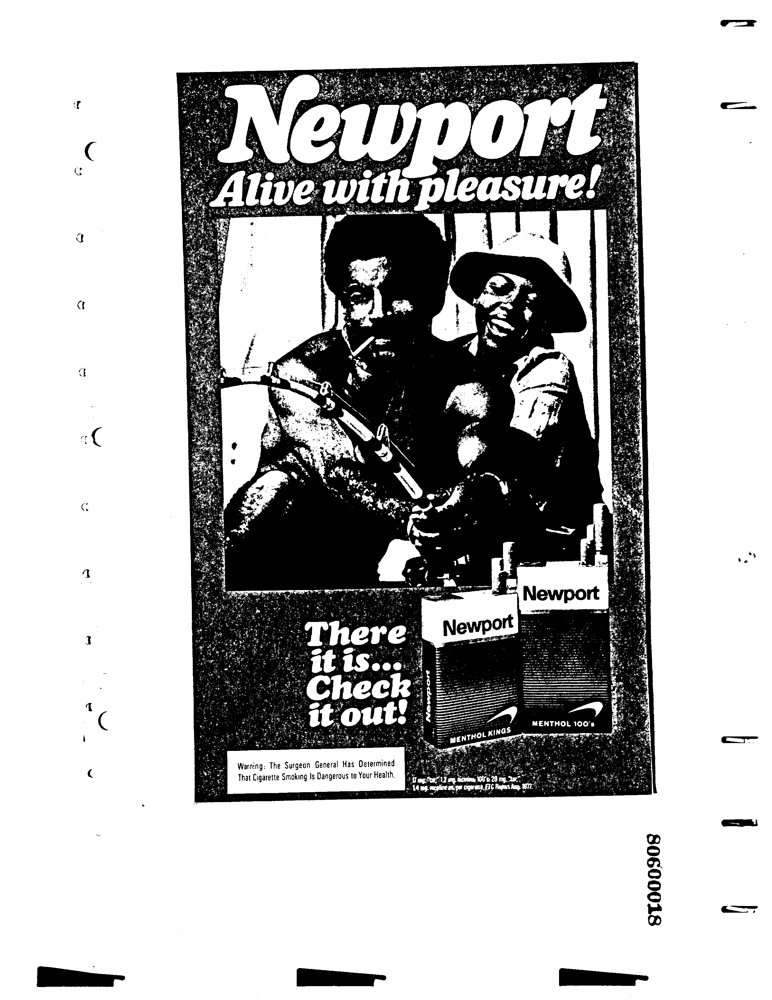 Newport
Alive with pleasure!
There
it is...
Check
it out!
Newport
Newport
Newport
MENTHOL KINGS
MENTHOL 100's
Warning: The Surgeon General Has Determined
That Cigarette Smoking Is Dangerous to Your Health.
17 mg. "tar," 1.2 mg. nicotine; 100's: 20 mg. "tar,"
1.4 mg. nicotine av. per cigarette, FTC Report Aug. 1977.
80600018